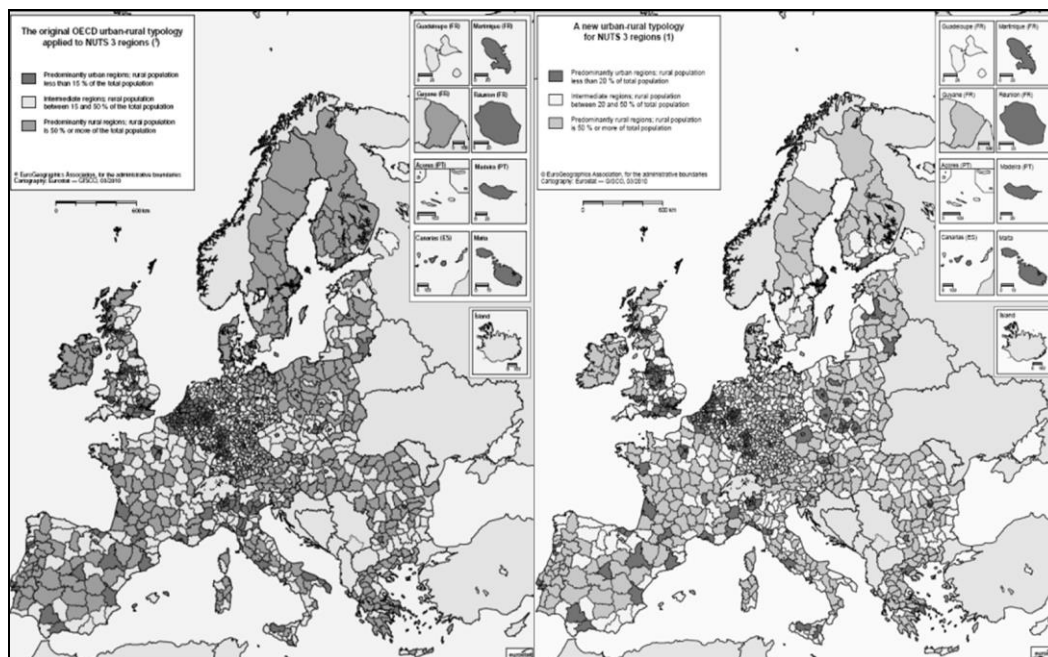 The original OECD urban-rural typology
applied to NUTS 3 regions (¹)
Predominantly urban regions; rural population
less than 15 % of the total population
Intermediate regions; rural population
between 15 and 50 % of the total population
Predominantly rural regions; rural population
is 50 % or more of the total population
© EuroGeographics Association, for the administrative boundaries
Cartography: Eurostat — GISCO, 03/2010
0 600 km
Guadeloupe (FR)
Martinique (FR)
Guyane (FR)
Réunion (FR)
Açores (PT)
Madeira (PT)
Canarias (ES)
Malta
Ísland
A new urban-rural typology
for NUTS 3 regions (1)
Predominantly urban regions; rural population
less than 20 % of total population
Intermediate regions; rural population
between 20 and 50 % of total population
Predominantly rural regions; rural population
is 50 % or more of total population
© EuroGeographics Association, for the administrative boundaries
Cartography: Eurostat — GISCO, 03/2010
0 600 km
Guadeloupe (FR)
Martinique (FR)
Guyane (FR)
Réunion (FR)
Açores (PT)
Madeira (PT)
Canarias (ES)
Malta
Ísland